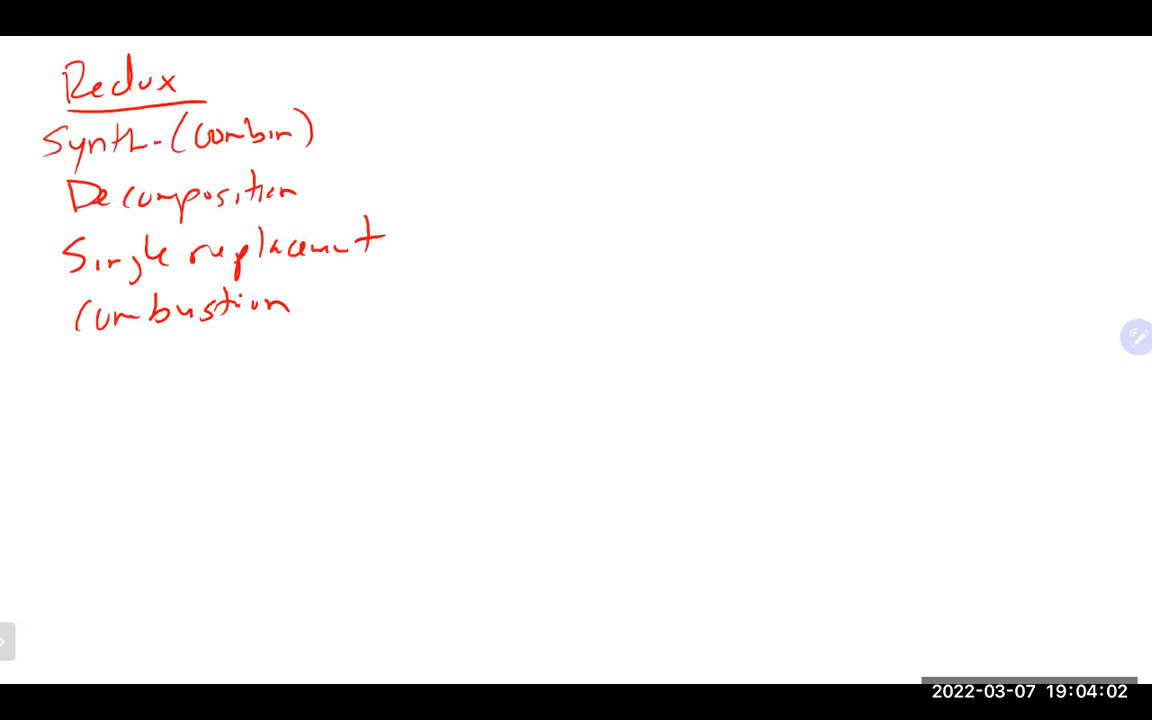 Redox
Synth-(Combin)
Decomposition
Single replacement
Combustion
2022-03-07 19:04:02